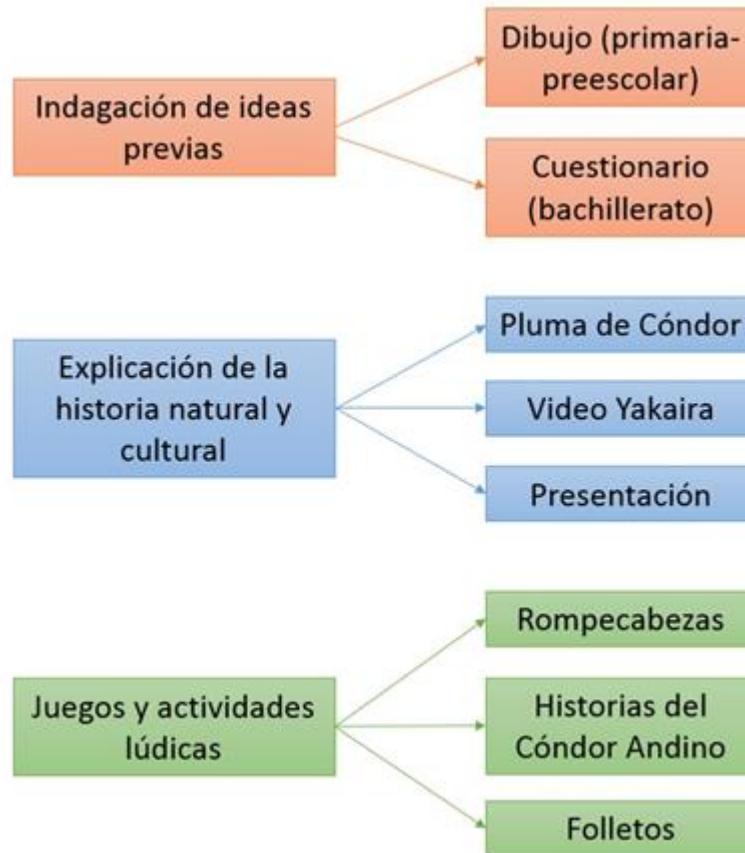 Indagación de ideas
previas
Dibujo (primaria-
preescolar)
Cuestionario
(bachillerato)
Explicación de la
historia natural y
cultural
Pluma de Cóndor
Video Yakaira
Presentación
Juegos y actividades
lúdicas
Rompecabezas
Historias del
Cóndor Andino
Folletos